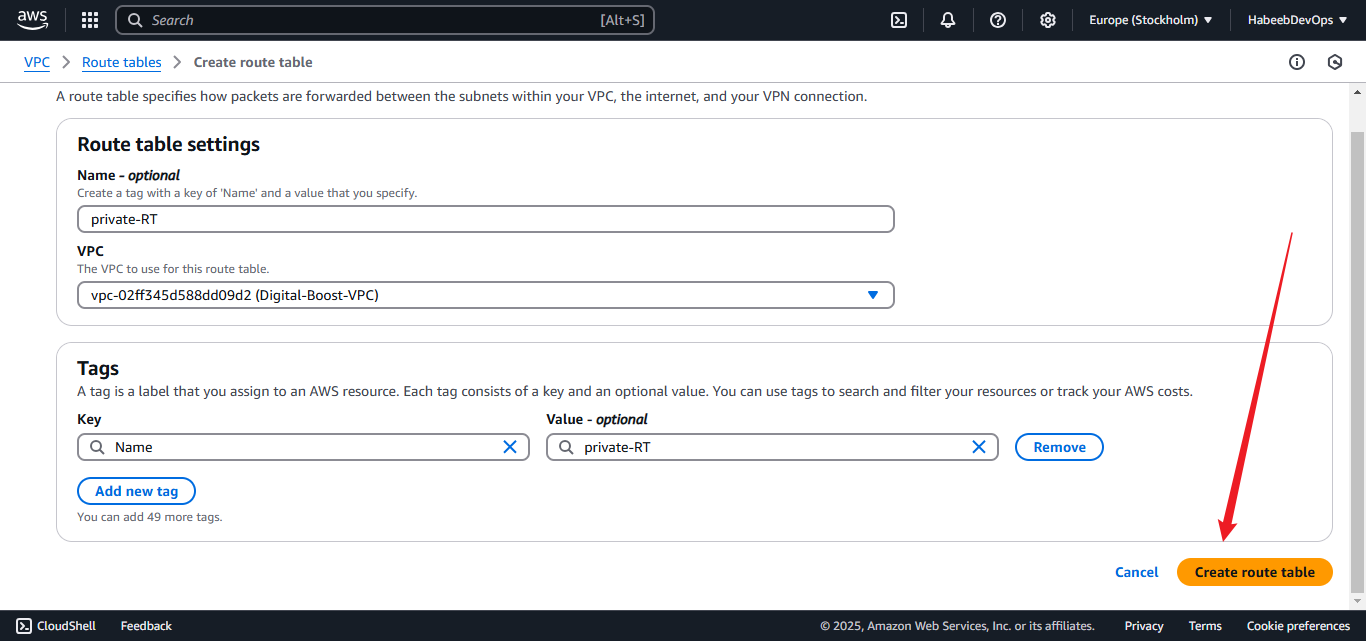 aws
Search [Alt+S] Europe (Stockholm) HabeebDevOps
VPC Route tables Create route table
A route table specifies how packets are forwarded between the subnets within your VPC, the internet, and your VPN connection.
Route table settings
Name - optional
Create a tag with a key of 'Name' and a value that you specify.
private-RT
VPC
The VPC to use for this route table.
vpc-02ff345d588dd09d2 (Digital-Boost-VPC)
Tags
A tag is a label that you assign to an AWS resource. Each tag consists of a key and an optional value. You can use tags to search and filter your resources or track your AWS costs.
Key Value - optional
Name private-RT Remove
Add new tag
You can add 49 more tags.
Cancel Create route table
CloudShell Feedback © 2025, Amazon Web Services, Inc. or its affiliates. Privacy Terms Cookie preferences